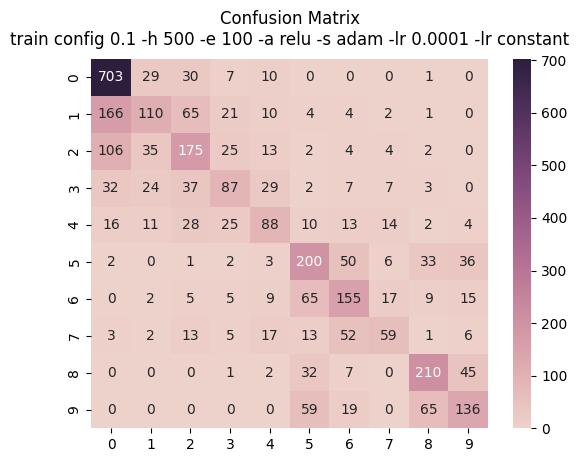 Confusion Matrix
train config 0.1 -h 500 -e 100 -a relu -s adam -lr 0.0001 -lr constant
0 703 29 30 7 10 0 0 0 1 0
1 166 110 65 21 10 4 4 2 1 0
2 106 35 175 25 13 2 4 4 2 0
3 32 24 37 87 29 2 7 7 3 0
4 16 11 28 25 88 10 13 14 2 4
5 2 0 1 2 3 200 50 6 33 36
6 0 2 5 5 9 65 155 17 9 15
7 3 2 13 5 17 13 52 59 1 6
8 0 0 0 1 2 32 7 0 210 45
9 0 0 0 0 0 59 19 0 65 136
0 1 2 3 4 5 6 7 8 9
700
600
500
400
300
200
100
0